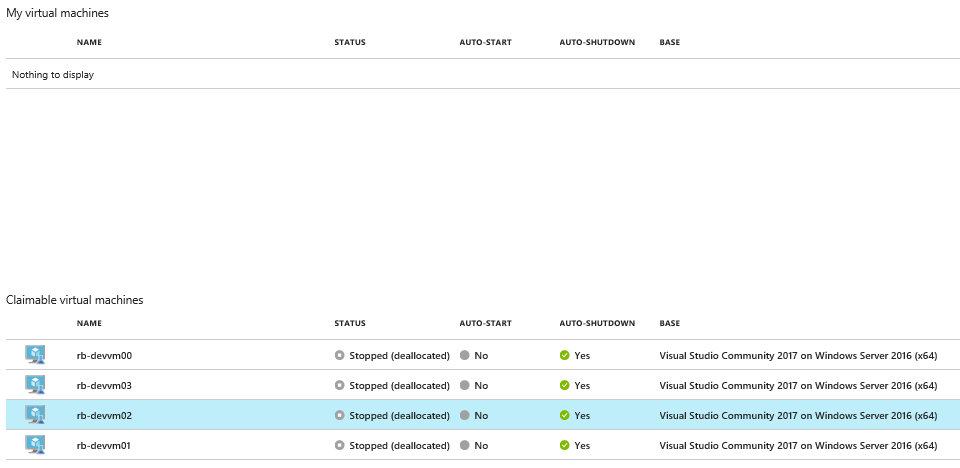 My virtual machines
NAME STATUS AUTO-START AUTO-SHUTDOWN BASE
Nothing to display
Claimable virtual machines
NAME STATUS AUTO-START AUTO-SHUTDOWN BASE
rb-devvm00 Stopped (deallocated) No Yes Visual Studio Community 2017 on Windows Server 2016 (x64)
rb-devvm03 Stopped (deallocated) No Yes Visual Studio Community 2017 on Windows Server 2016 (x64)
rb-devvm02 Stopped (deallocated) No Yes Visual Studio Community 2017 on Windows Server 2016 (x64)
rb-devvm01 Stopped (deallocated) No Yes Visual Studio Community 2017 on Windows Server 2016 (x64)